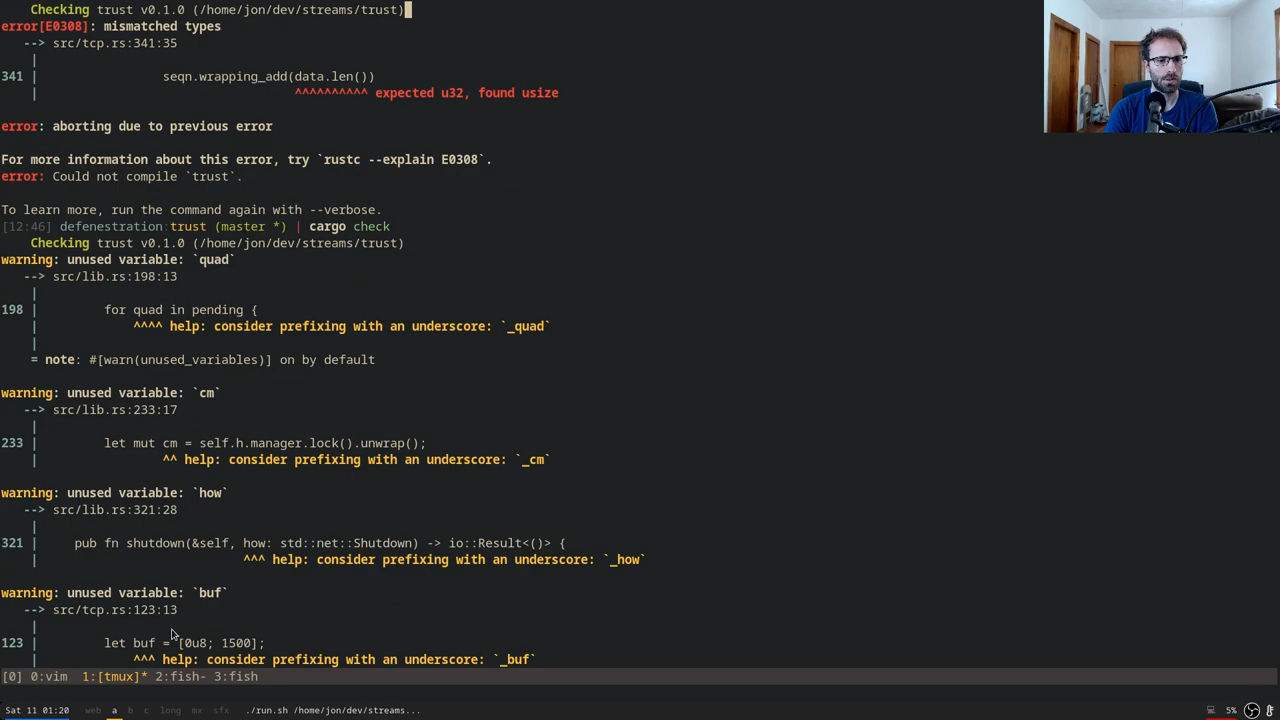 Checking trust v0.1.0 (/home/jon/dev/streams/trust)
error[E0308]: mismatched types
--> src/tcp.rs:341:35
|
341 | seqn.wrapping_add(data.len())
| ^^^^^^^^^^ expected u32, found usize
error: aborting due to previous error
For more information about this error, try `rustc --explain E0308`.
error: Could not compile `trust`.
To learn more, run the command again with --verbose.
[12:46] defenestration:trust (master *) | cargo check
Checking trust v0.1.0 (/home/jon/dev/streams/trust)
warning: unused variable: `quad`
--> src/lib.rs:198:13
|
198 | for quad in pending {
| ^^^^ help: consider prefixing with an underscore: `_quad`
|
= note: #[warn(unused_variables)] on by default
warning: unused variable: `cm`
--> src/lib.rs:233:17
|
233 | let mut cm = self.h.manager.lock().unwrap();
| ^^ help: consider prefixing with an underscore: `_cm`
warning: unused variable: `how`
--> src/lib.rs:321:28
|
321 | pub fn shutdown(&self, how: std::net::Shutdown) -> io::Result<()> {
| ^^^ help: consider prefixing with an underscore: `_how`
warning: unused variable: `buf`
--> src/tcp.rs:123:13
|
123 | let buf = [0u8; 1500];
| ^^^ help: consider prefixing with an underscore: `_buf`
[0] 0:vim 1:[tmux]* 2:fish- 3:fish
Sat 11 01:20 web a b c long mx sfx ./run.sh /home/jon/dev/streams... 5%